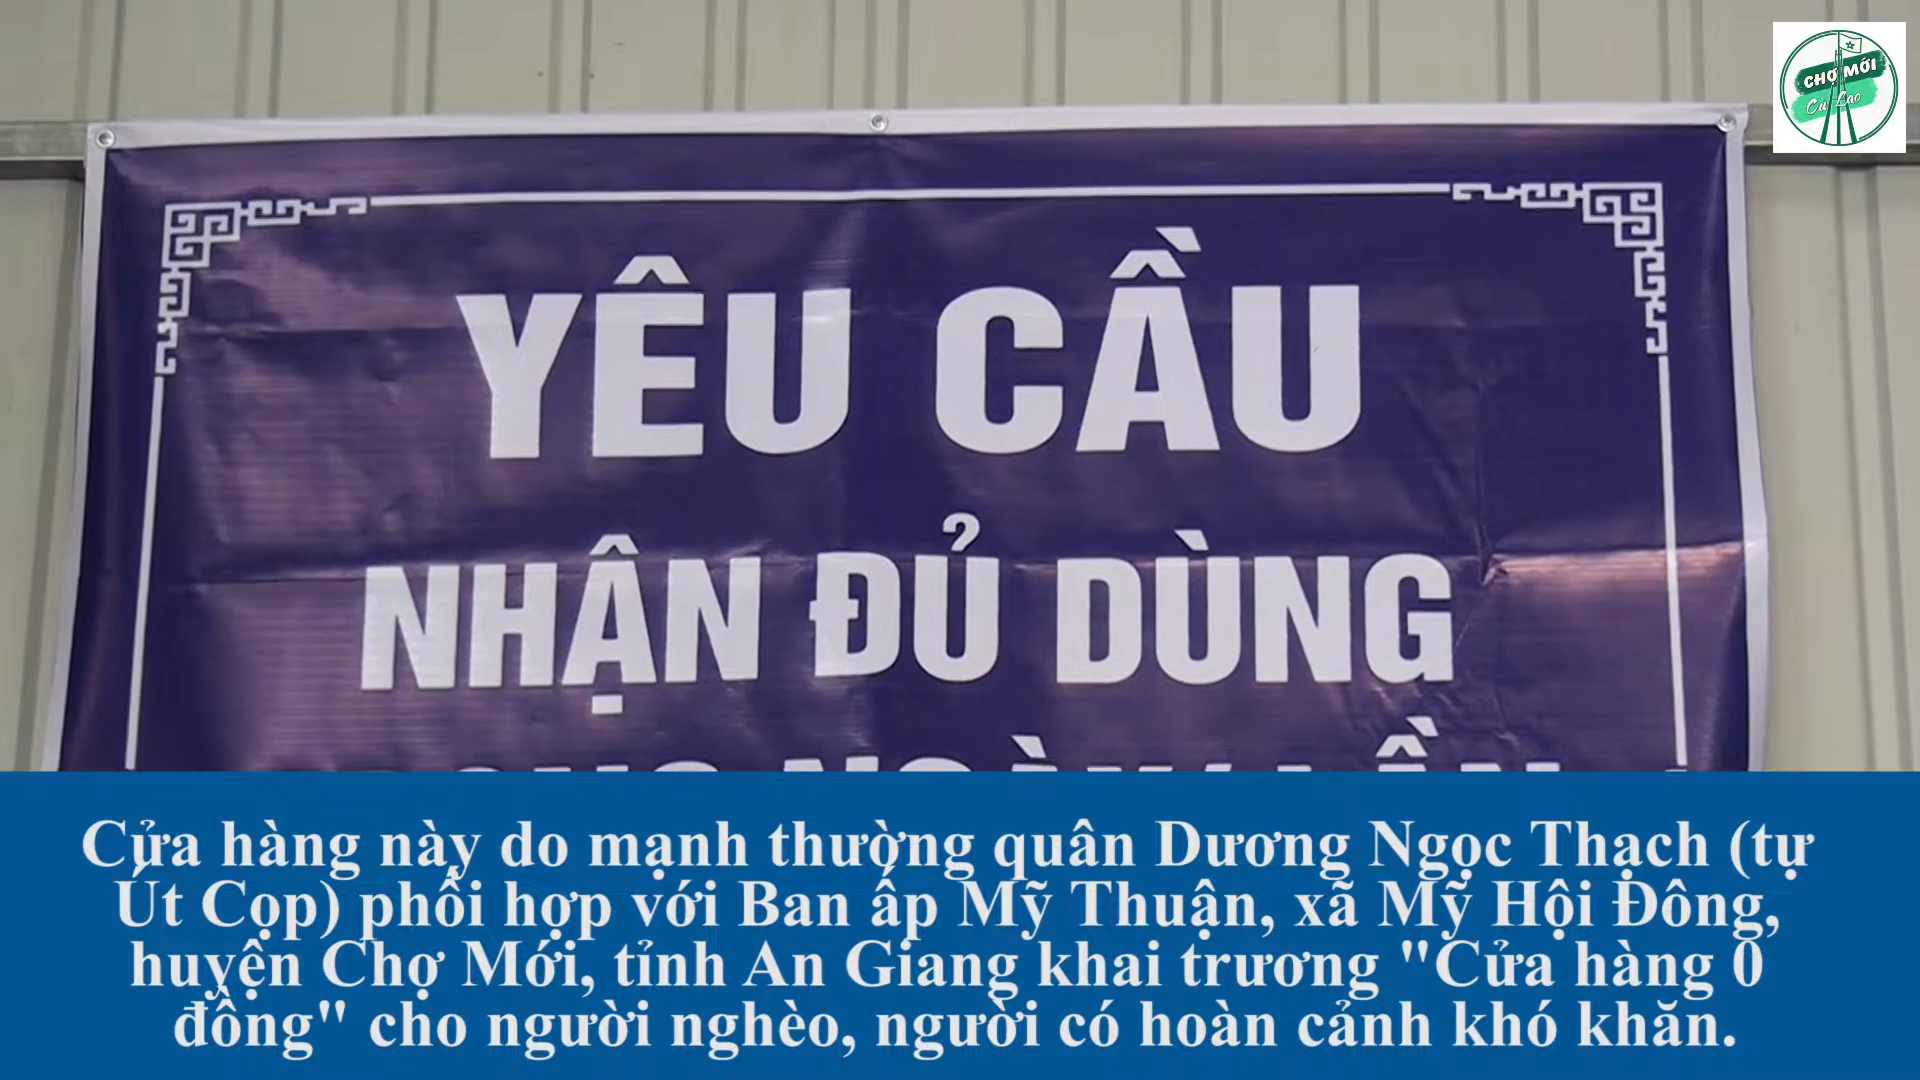 CHỢ MỚI
Cù Lao
YÊU CẦU
NHẬN ĐỦ DÙNG
Cửa hàng này do mạnh thường quân Dương Ngọc Thạch (tự
Út Cọp) phối hợp với Ban ấp Mỹ Thuận, xã Mỹ Hội Đông,
huyện Chợ Mới, tỉnh An Giang khai trương "Cửa hàng 0
đồng" cho người nghèo, người có hoàn cảnh khó khăn.